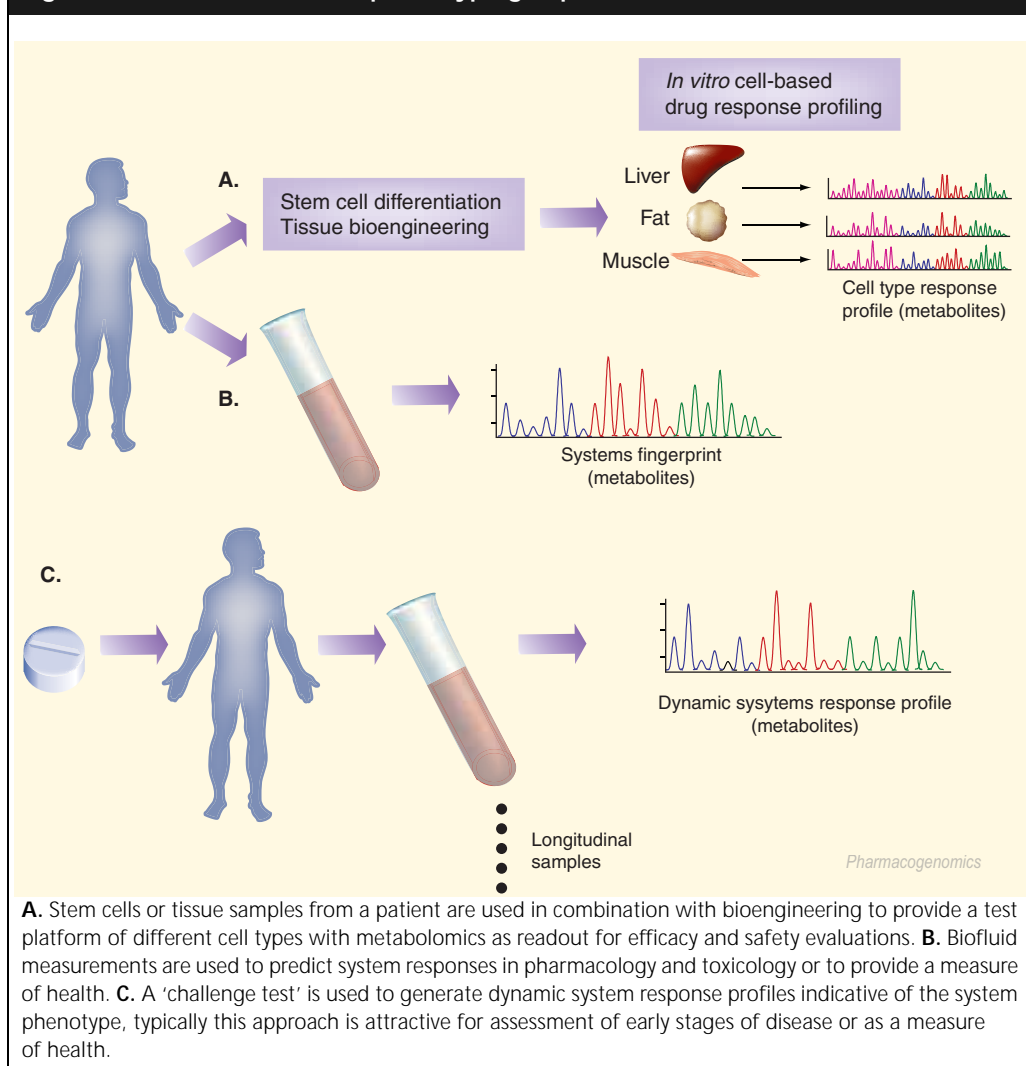 In vitro cell-based
drug response profiling
A.
Stem cell differentiation
Tissue bioengineering
Liver
Fat
Muscle
Cell type response
profile (metabolites)
B.
Systems fingerprint
(metabolites)
C.
Dynamic sysytems response profile
(metabolites)
Longitudinal
samples
Pharmacogenomics
A. Stem cells or tissue samples from a patient are used in combination with bioengineering to provide a test
platform of different cell types with metabolomics as readout for efficacy and safety evaluations. B. Biofluid
measurements are used to predict system responses in pharmacology and toxicology or to provide a measure
of health. C. A ‘challenge test’ is used to generate dynamic system response profiles indicative of the system
phenotype, typically this approach is attractive for assessment of early stages of disease or as a measure
of health.